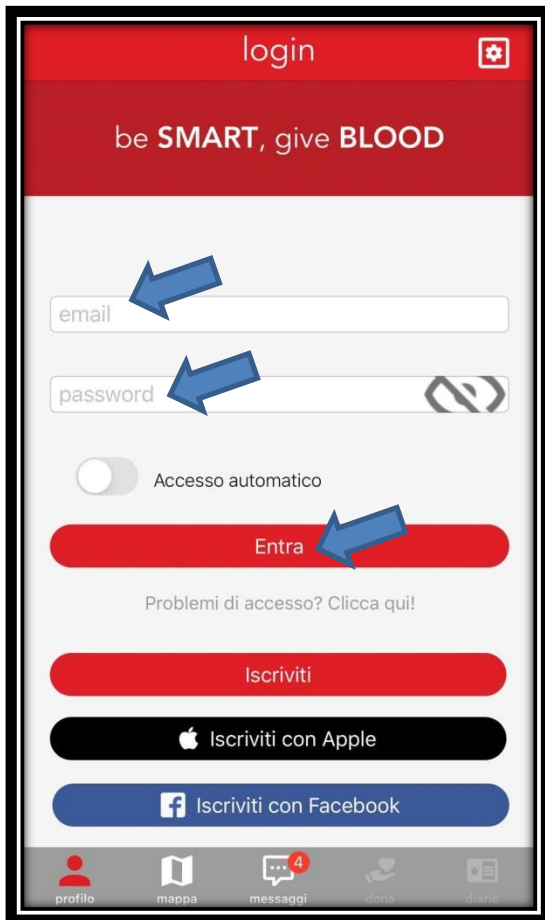 login
be SMART, give BLOOD
email
password
Accesso automatico
Entra
Problemi di accesso? Clicca qui!
Iscriviti
Iscriviti con Apple
Iscriviti con Facebook
4
profilo mappa messaggi dona diario